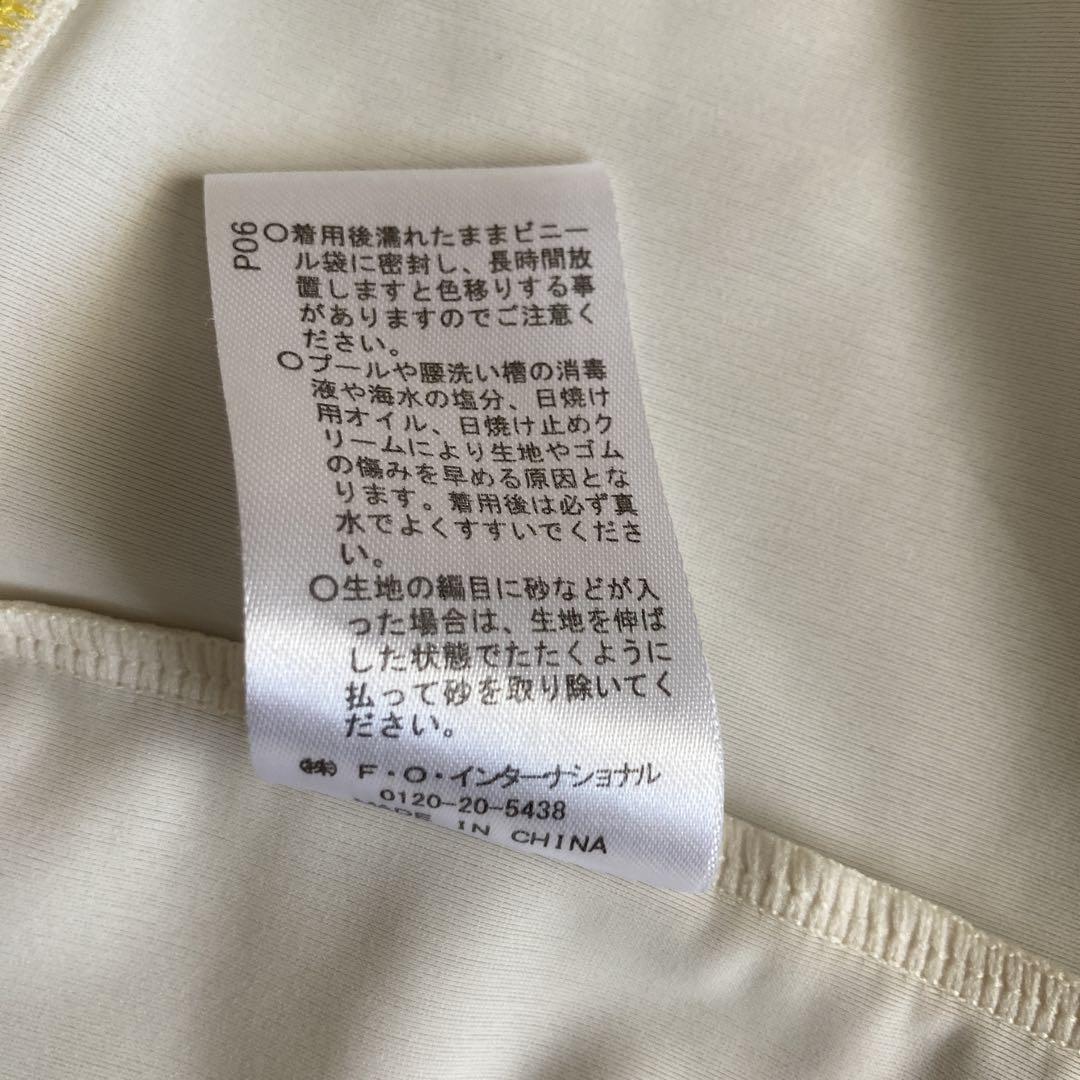 P06
○着用後濡れたままビニー
ル袋に密封し、長時間放
置しますと色移りする事
がありますのでご注意く
ださい。
○プールや腰洗い槽の消毒
液や海水の塩分、日焼け
用オイル、日焼け止めク
リームにより生地やゴム
の傷みを早める原因とな
ります。着用後は必ず真
水でよくすすいでくださ
い。
○生地の編目に砂などが入
った場合は、生地を伸ば
した状態でたたくように
払って砂を取り除いてく
ださい。
㈱ F・O・インターナショナル
0120-20-5438
MADE IN CHINA